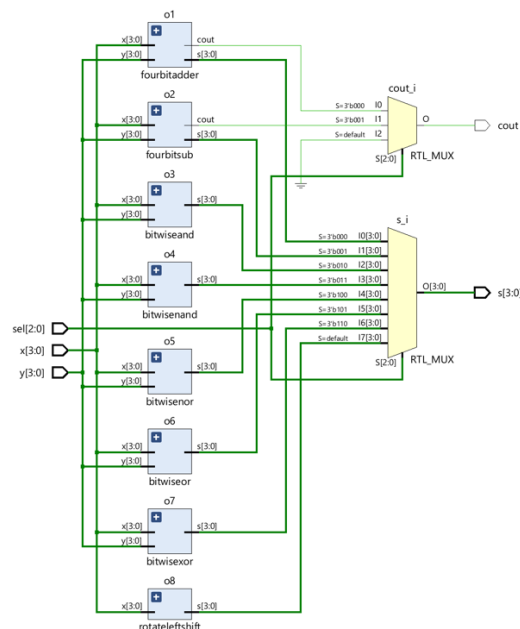 o1
x[3:0] cout
y[3:0] s[3:0]
fourbitadder
o2
x[3:0] cout
y[3:0] s[3:0]
fourbitsub
o3
x[3:0] s[3:0]
y[3:0]
bitwiseand
o4
x[3:0] s[3:0]
y[3:0]
bitwisenand
sel[2:0]
x[3:0]
y[3:0]
o5
x[3:0] s[3:0]
y[3:0]
bitwisenor
o6
x[3:0] s[3:0]
y[3:0]
bitwiseor
o7
x[3:0] s[3:0]
y[3:0]
bitwisexor
o8
x[3:0] s[3:0]
rotateleftshift
cout_i
S=3'b000 I0
S=3'b001 I1 O cout
S=default I2
S[2:0] RTL_MUX
s_i
S=3'b000 I0[3:0]
S=3'b001 I1[3:0]
S=3'b010 I2[3:0]
S=3'b011 I3[3:0] O[3:0] s[3:0]
S=3'b100 I4[3:0]
S=3'b101 I5[3:0]
S=3'b110 I6[3:0]
S=default I7[3:0]
S[2:0] RTL_MUX